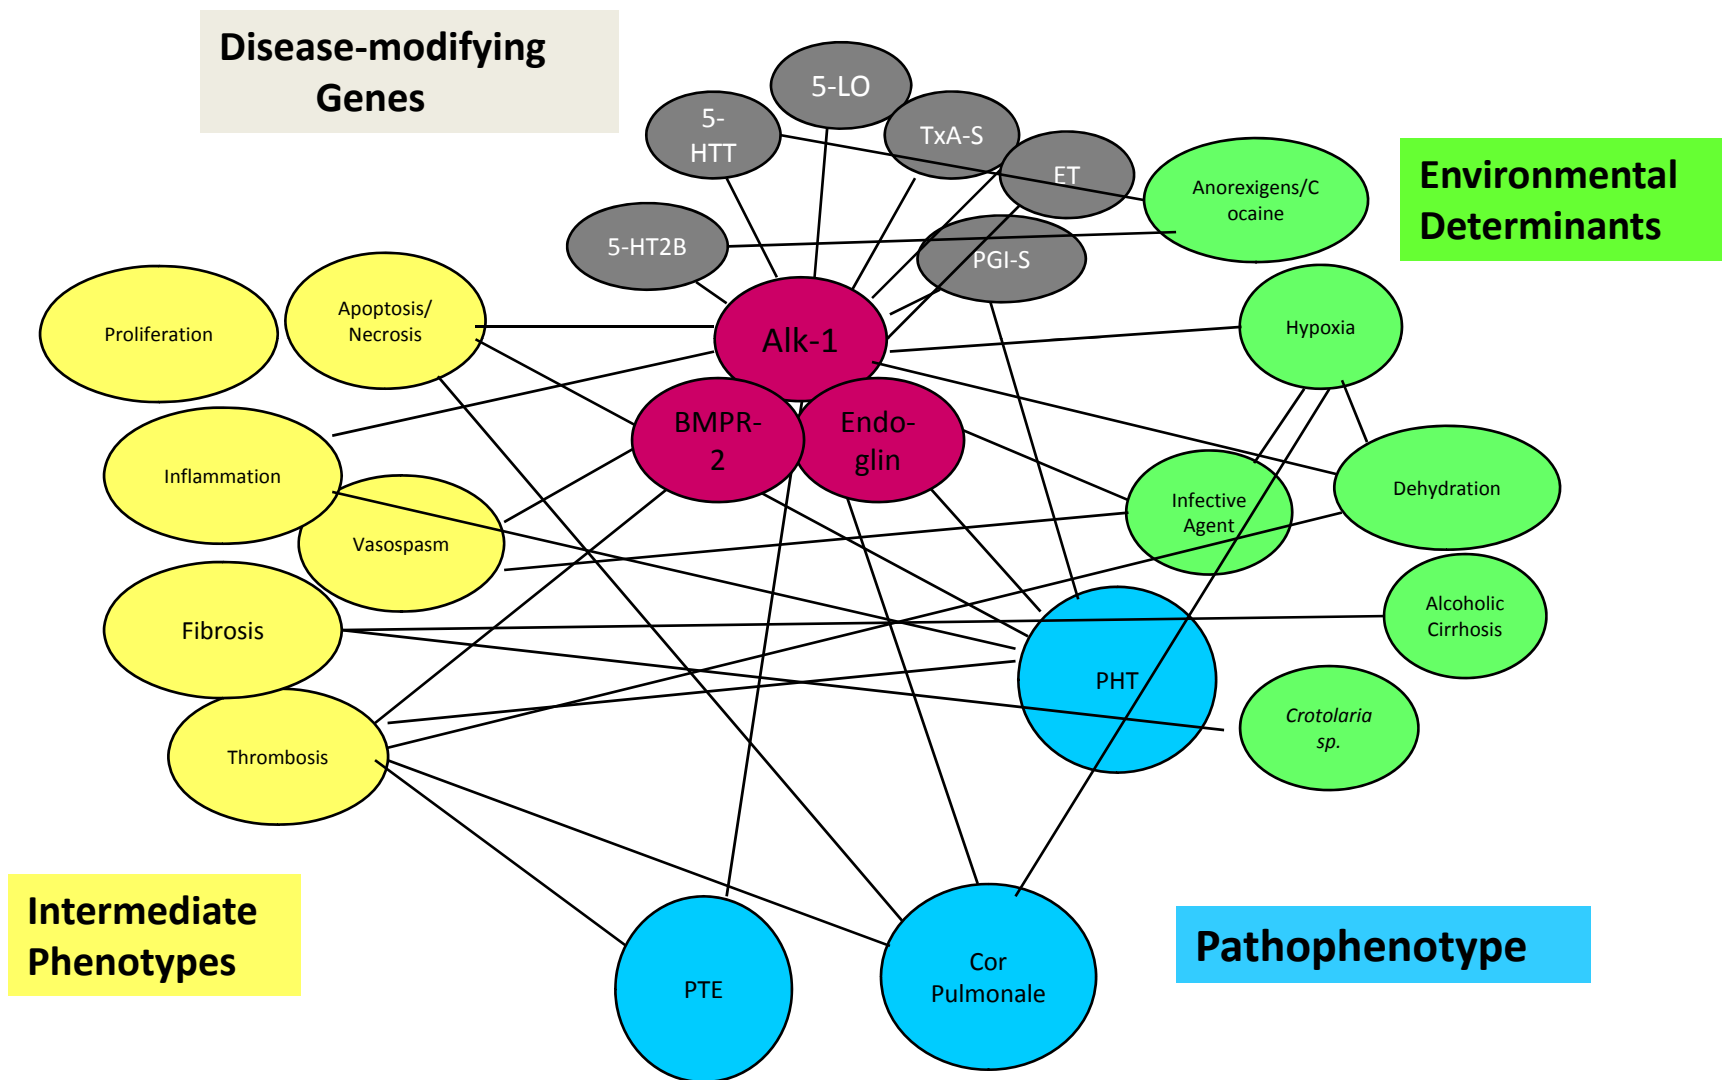 Disease-modifying
Genes
5-LO
5-
HTT
TxA-S
ET
Anorexigens/C
ocaine
Environmental
Determinants
5-HT2B
PGI-S
Proliferation
Apoptosis/
Necrosis
Alk-1
Hypoxia
BMPR-
2
Endo-
glin
Inflammation
Vasospasm
Infective
Agent
Dehydration
Fibrosis
Alcoholic
Cirrhosis
PHT
Crotolaria
sp.
Thrombosis
Intermediate
Phenotypes
PTE
Cor
Pulmonale
Pathophenotype